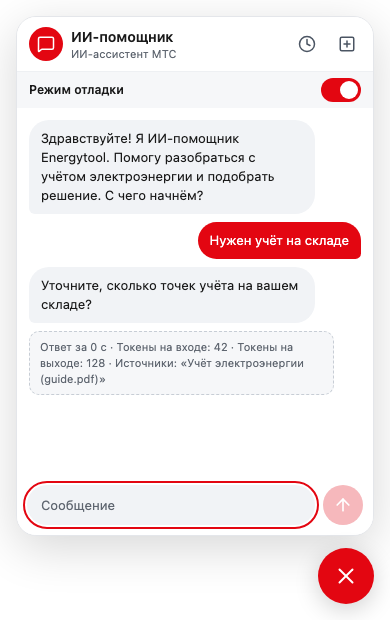 ИИ-помощник
ИИ-ассистент МТС
Режим отладки
Здравствуйте! Я ИИ-помощник
Energytool. Помогу разобраться с
учётом электроэнергии и подобрать
решение. С чего начнём?
Нужен учёт на складе
Уточните, сколько точек учёта на вашем
складе?
Ответ за 0 с · Токены на входе: 42 · Токены на
выходе: 128 · Источники: «Учёт электроэнергии
(guide.pdf)»
Сообщение